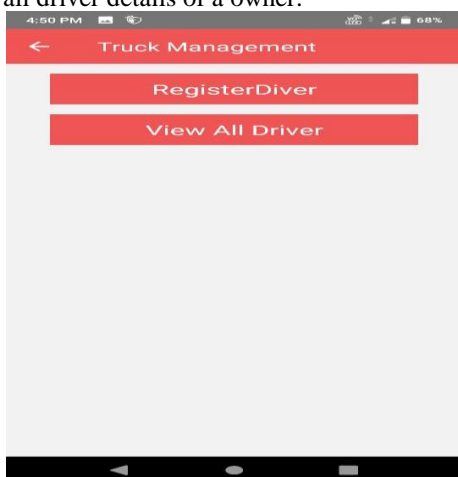 all driver details of a owner.
4:50 PM 68%
Truck Management
RegisterDiver
View All Driver